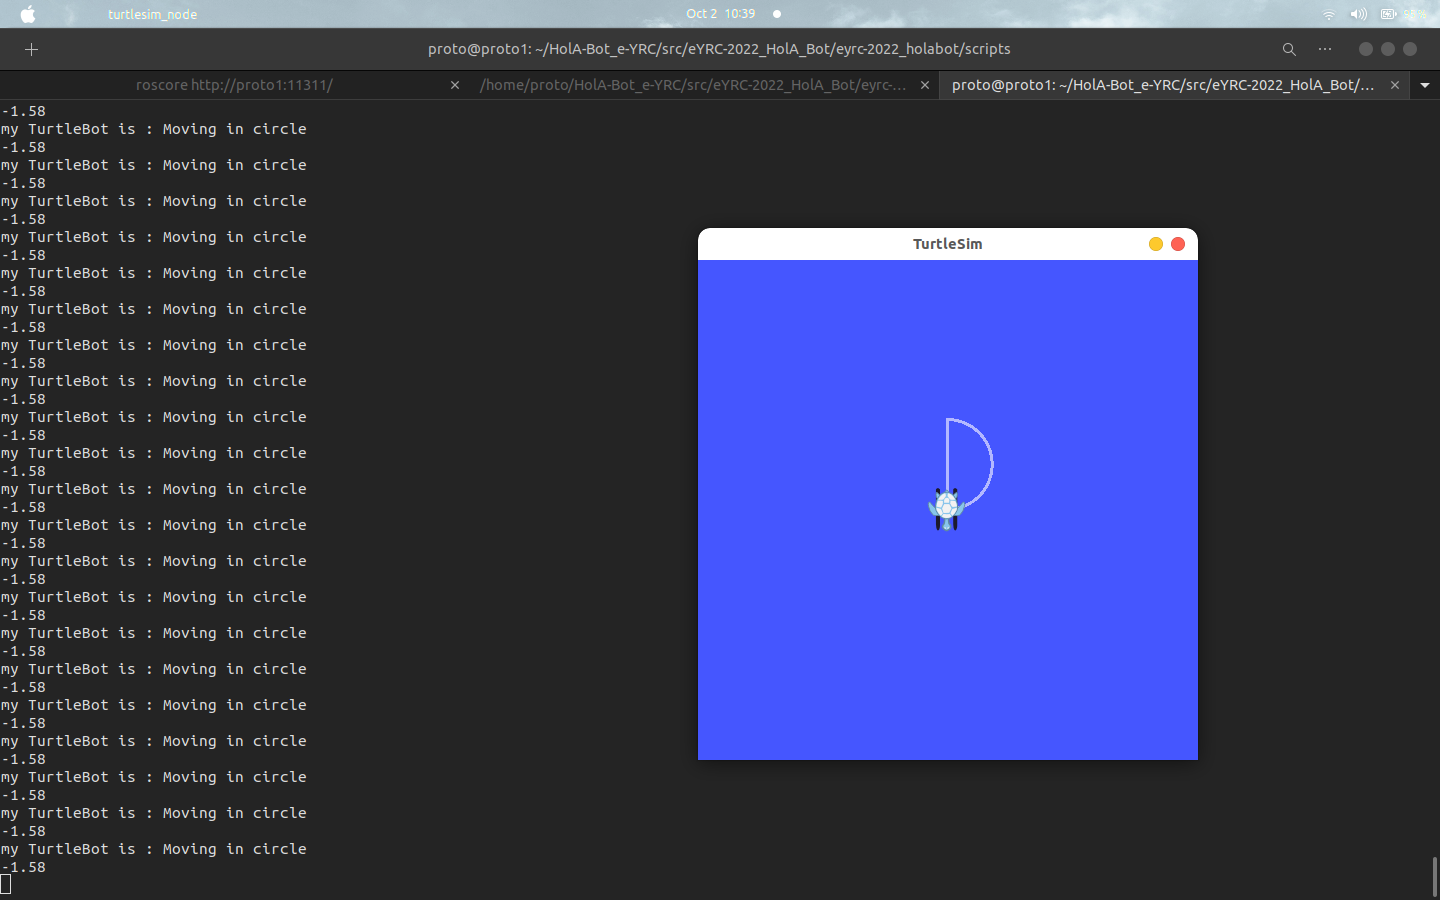 turtlesim_node
Oct 2 10:39
proto@proto1: ~/HolA-Bot_e-YRC/src/eYRC-2022_HolA_Bot/eyrc-2022_holabot/scripts
roscore http://proto1:11311/
/home/proto/HolA-Bot_e-YRC/src/eYRC-2022_HolA_Bot/eyrc-...
proto@proto1: ~/HolA-Bot_e-YRC/src/eYRC-2022_HolA_Bot/...
-1.58
my TurtleBot is : Moving in circle
-1.58
my TurtleBot is : Moving in circle
-1.58
my TurtleBot is : Moving in circle
-1.58
my TurtleBot is : Moving in circle
-1.58
my TurtleBot is : Moving in circle
-1.58
my TurtleBot is : Moving in circle
-1.58
my TurtleBot is : Moving in circle
-1.58
my TurtleBot is : Moving in circle
-1.58
my TurtleBot is : Moving in circle
-1.58
my TurtleBot is : Moving in circle
-1.58
my TurtleBot is : Moving in circle
-1.58
my TurtleBot is : Moving in circle
-1.58
my TurtleBot is : Moving in circle
-1.58
my TurtleBot is : Moving in circle
-1.58
my TurtleBot is : Moving in circle
-1.58
my TurtleBot is : Moving in circle
-1.58
my TurtleBot is : Moving in circle
-1.58
my TurtleBot is : Moving in circle
-1.58
my TurtleBot is : Moving in circle
-1.58
my TurtleBot is : Moving in circle
-1.58
my TurtleBot is : Moving in circle
-1.58
TurtleSim